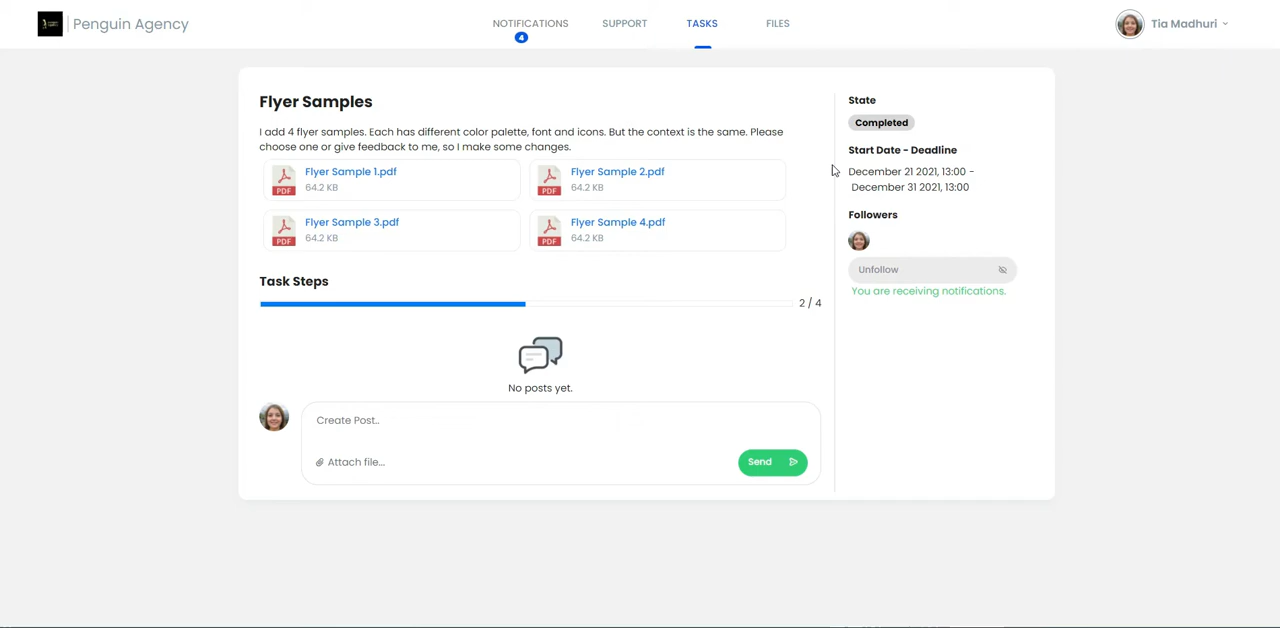 Penguin Agency
NOTIFICATIONS
4
SUPPORT
TASKS
FILES
Tia Madhuri
Flyer Samples
I add 4 flyer samples. Each has different color palette, font and icons. But the context is the same. Please
choose one or give feedback to me, so I make some changes.
PDF
Flyer Sample 1.pdf
64.2 KB
PDF
Flyer Sample 2.pdf
64.2 KB
PDF
Flyer Sample 3.pdf
64.2 KB
PDF
Flyer Sample 4.pdf
64.2 KB
Task Steps
2 / 4
No posts yet.
Create Post..
Attach file...
Send
State
Completed
Start Date - Deadline
December 21 2021, 13:00 -
December 31 2021, 13:00
Followers
Unfollow
You are receiving notifications.